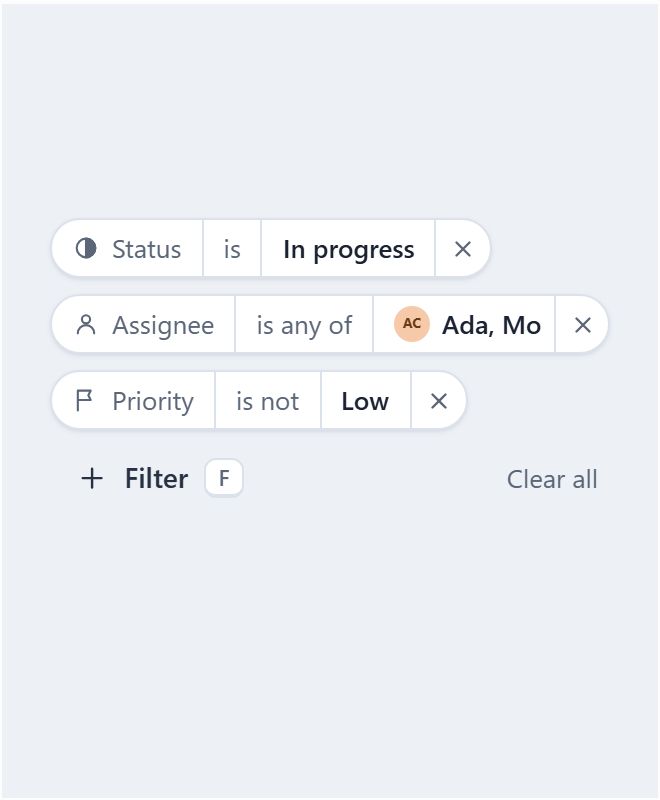 Status is In progress
Assignee is any of AC Ada, Mo
Priority is not Low
Filter F Clear all